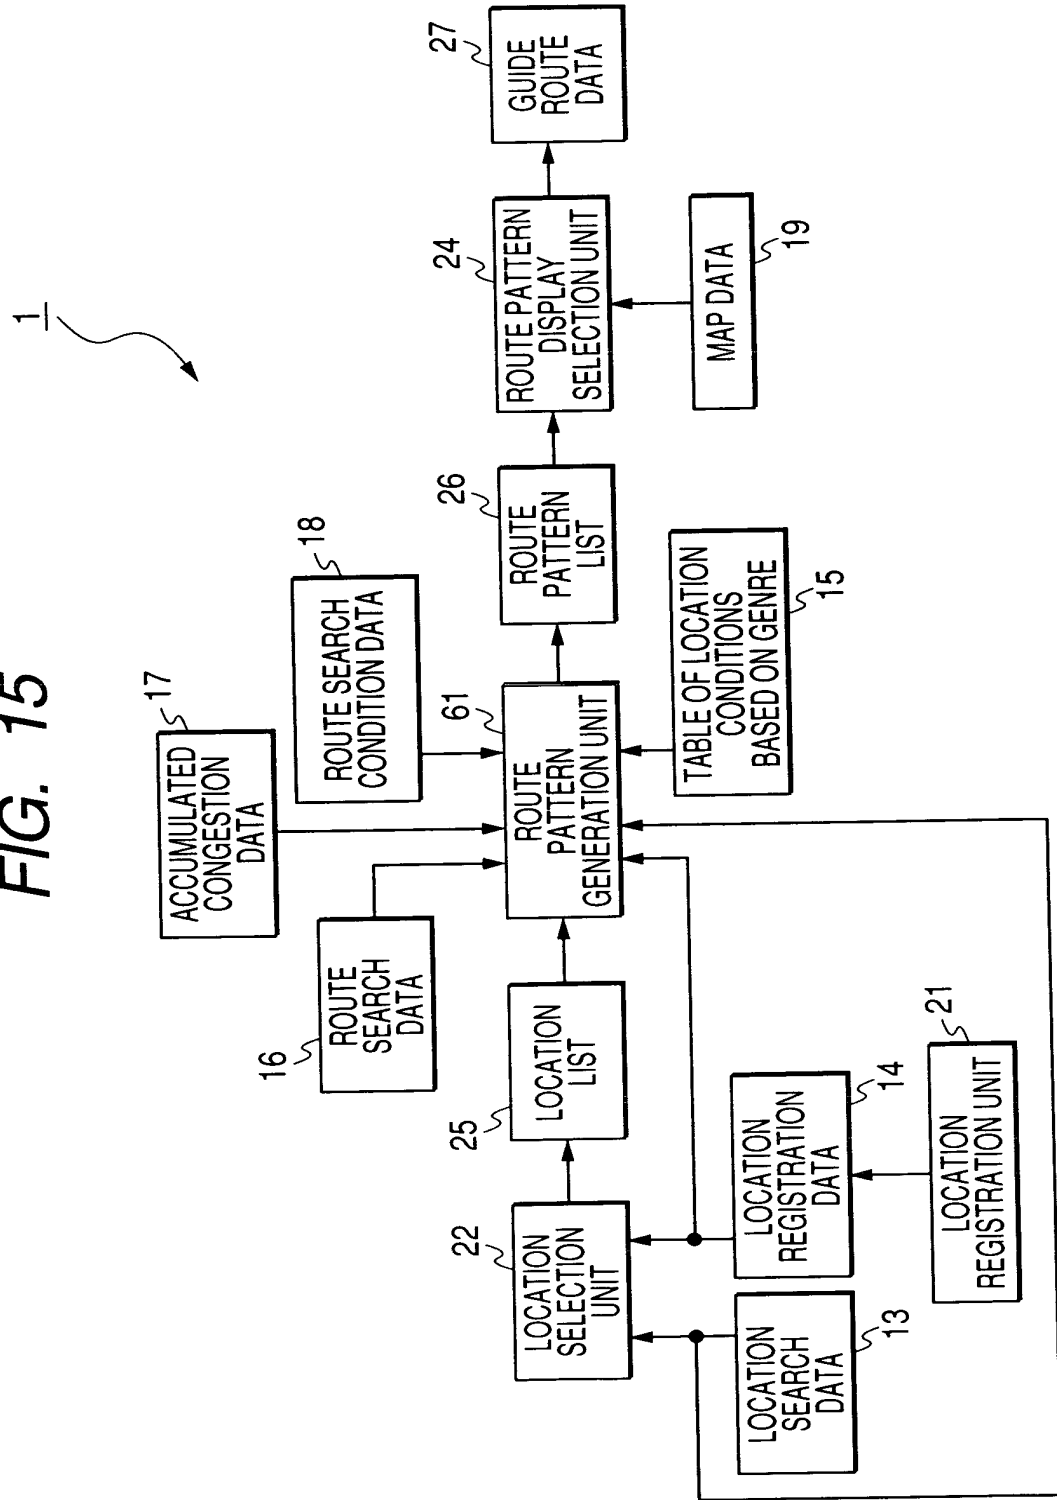 FIG. 15
1
ACCUMULATED
CONGESTION
DATA
17
ROUTE SEARCH
CONDITION DATA
18
ROUTE
SEARCH
DATA
16
LOCATION
SELECTION
UNIT
22
LOCATION
LIST
25
ROUTE
PATTERN
GENERATION UNIT
61
ROUTE
PATTERN
LIST
26
ROUTE PATTERN
DISPLAY
SELECTION UNIT
24
GUIDE
ROUTE
DATA
27
LOCATION
SEARCH
DATA
13
LOCATION
REGISTRATION
DATA
14
TABLE OF LOCATION
CONDITIONS
BASED ON GENRE
15
MAP DATA
19
LOCATION
REGISTRATION UNIT
21